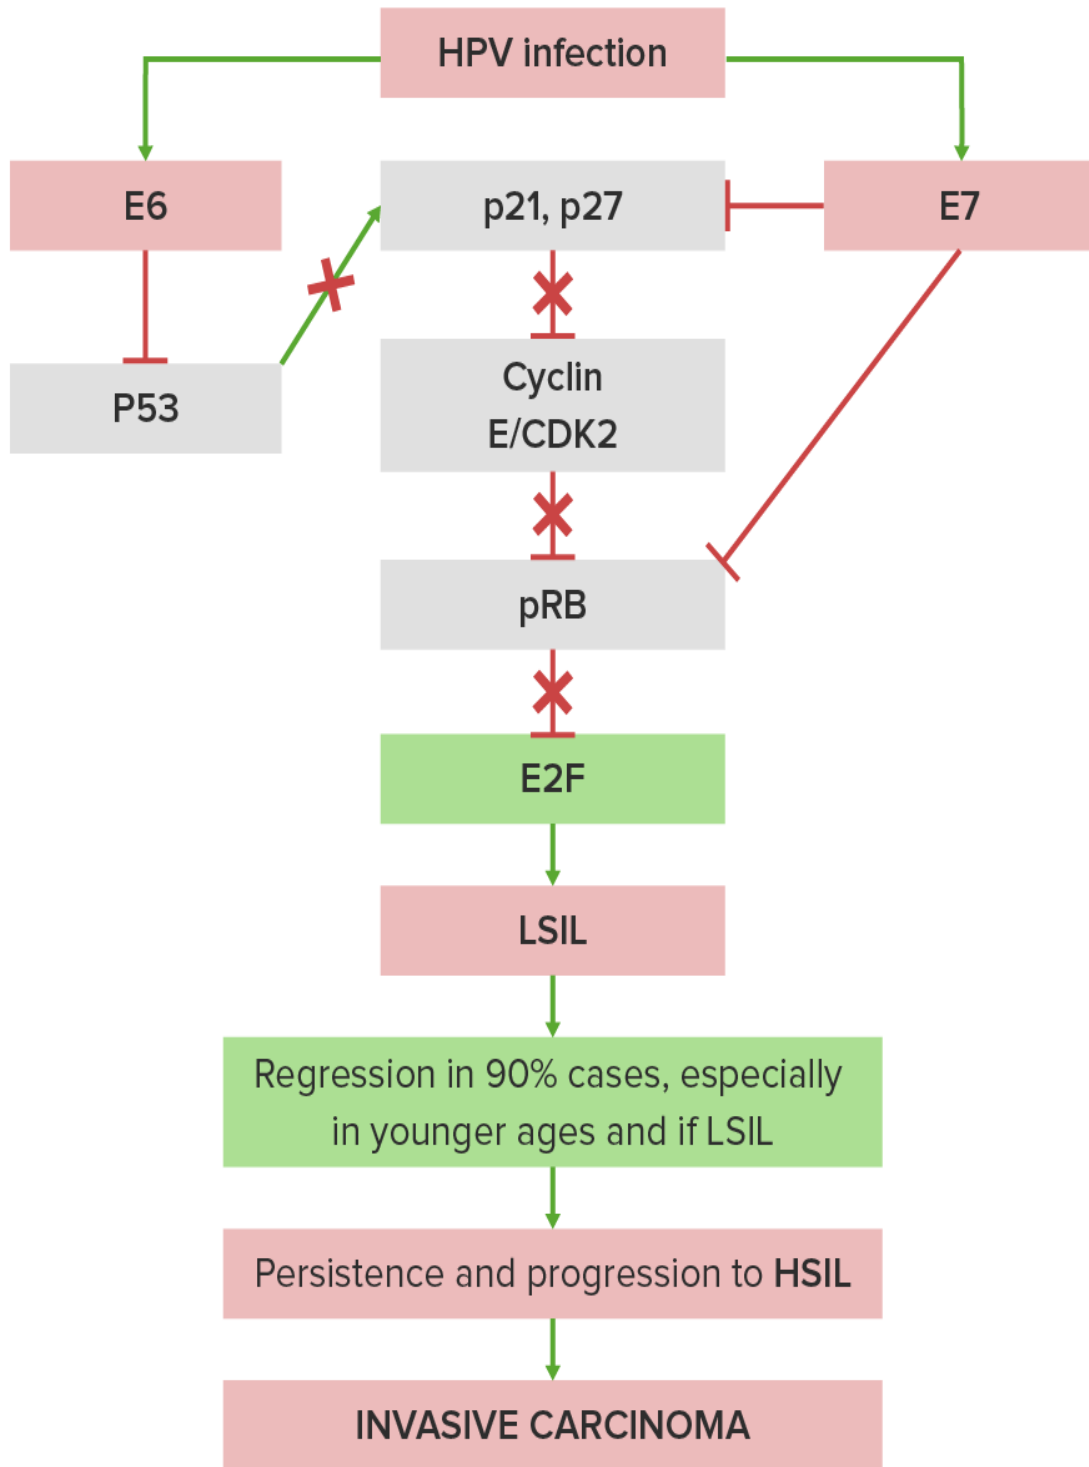 HPV infection
E6
p21, p27
E7
P53
Cyclin
E/CDK2
pRB
E2F
LSIL
Regression in 90% cases, especially
in younger ages and if LSIL
Persistence and progression to HSIL
INVASIVE CARCINOMA